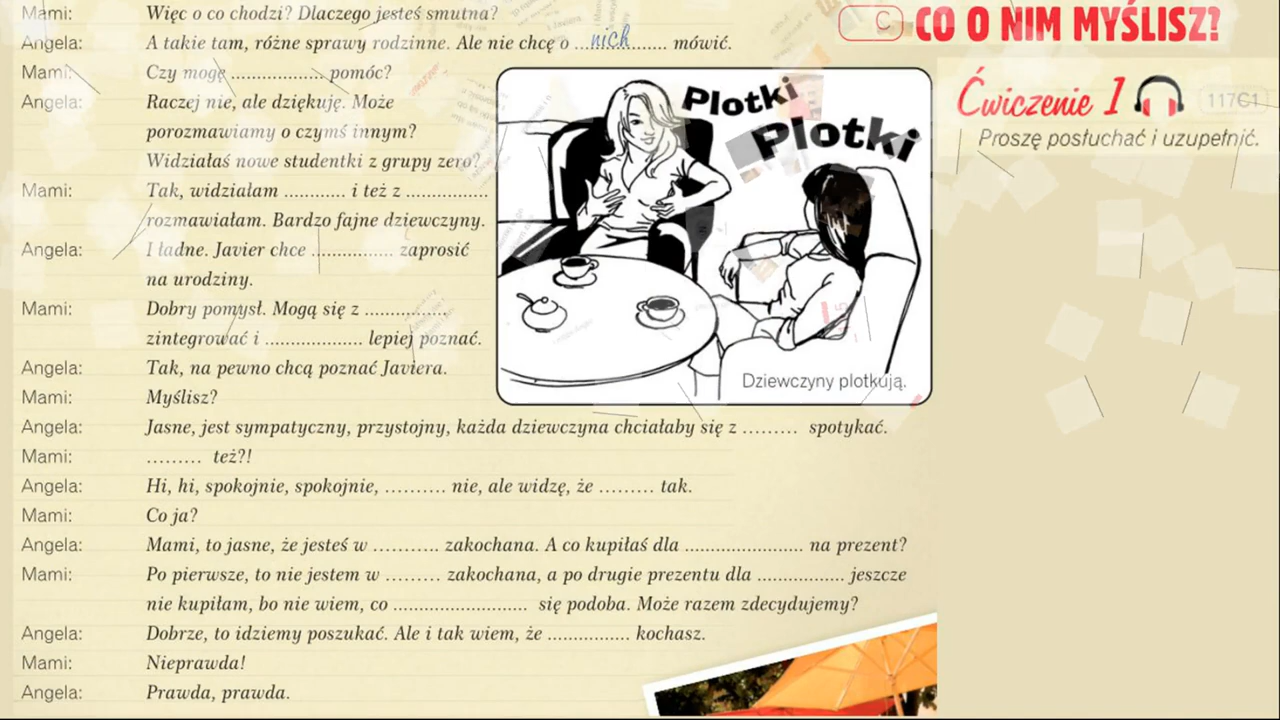 Mami: Więc o co chodzi? Dlaczego jesteś smutna?
Angela: A takie tam, różne sprawy rodzinne. Ale nie chcę o ...nich......... mówić.
Mami: Czy mogę .................. pomóc?
Angela: Raczej nie, ale dziękuję. Może
porozmawiamy o czymś innym?
Widziałaś nowe studentki z grupy zero?
Mami: Tak, widziałam ............ i też z ................
rozmawiałam. Bardzo fajne dziewczyny.
Angela: I ładne. Javier chce ................ zaprosić
na urodziny.
Mami: Dobry pomysł. Mogą się z ................
zintegrować i ................... lepiej poznać.
Angela: Tak, na pewno chcą poznać Javiera.
Mami: Myślisz?
Angela: Jasne, jest sympatyczny, przystojny, każda dziewczyna chciałaby się z ......... spotykać.
Mami: ......... też?!
Angela: Hi, hi, spokojnie, spokojnie, .......... nie, ale widzę, że ......... tak.
Mami: Co ja?
Angela: Mami, to jasne, że jesteś w ........... zakochana. A co kupiłaś dla ....................... na prezent?
Mami: Po pierwsze, to nie jestem w ......... zakochana, a po drugie prezentu dla ................. jeszcze
nie kupiłam, bo nie wiem, co .......................... się podoba. Może razem zdecydujemy?
Angela: Dobrze, to idziemy poszukać. Ale i tak wiem, że ................ kochasz.
Mami: Nieprawda!
Angela: Prawda, prawda.
Plotki
Plotki
Dziewczyny plotkują.
C CO O NIM MYŚLISZ?
Ćwiczenie 1 117C1
Proszę posłuchać i uzupełnić.